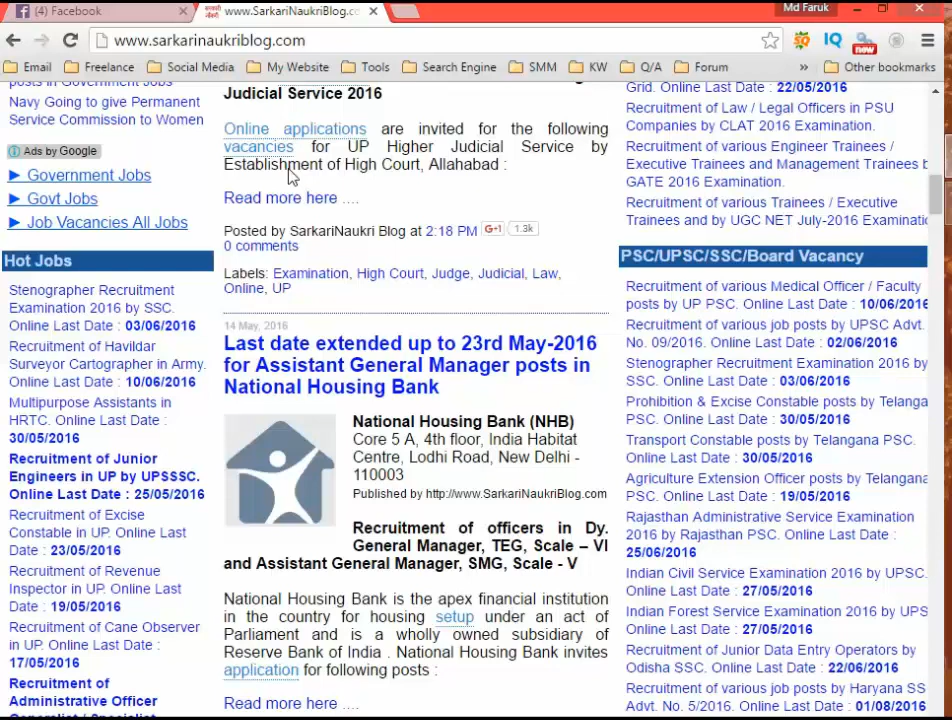 (4) Facebook
www.SarkariNaukriBlog.co
Md Faruk
www.sarkarinaukriblog.com
Email
Freelance
Social Media
My Website
Tools
Search Engine
SMM
KW
Q/A
Forum
»
Other bookmarks
posts in Government Jobs
Navy Going to give Permanent
Service Commission to Women
Ads by Google
► Government Jobs
► Govt Jobs
► Job Vacancies All Jobs
Hot Jobs
Stenographer Recruitment
Examination 2016 by SSC.
Online Last Date : 03/06/2016
Recruitment of Havildar
Surveyor Cartographer in Army.
Online Last Date : 10/06/2016
Multipurpose Assistants in
HRTC. Online Last Date :
30/05/2016
Recruitment of Junior
Engineers in UP by UPSSSC.
Online Last Date : 25/05/2016
Recruitment of Excise
Constable in UP. Online Last
Date : 23/05/2016
Recruitment of Revenue
Inspector in UP. Online Last
Date : 19/05/2016
Recruitment of Cane Observer
in UP. Online Last Date :
17/05/2016
Recruitment of
Administrative Officer
Generalist / Specialist
Judicial Service 2016
Online applications are invited for the following
vacancies for UP Higher Judicial Service by
Establishment of High Court, Allahabad :
Read more here ....
Posted by SarkariNaukri Blog at 2:18 PM G+1 1.3k
0 comments
Labels: Examination, High Court, Judge, Judicial, Law,
Online, UP
14 May, 2016
Last date extended up to 23rd May-2016
for Assistant General Manager posts in
National Housing Bank
National Housing Bank (NHB)
Core 5 A, 4th floor, India Habitat
Centre, Lodhi Road, New Delhi -
110003
Published by http://www.SarkariNaukriBlog.com
Recruitment of officers in Dy.
General Manager, TEG, Scale – VI
and Assistant General Manager, SMG, Scale - V
National Housing Bank is the apex financial institution
in the country for housing setup under an act of
Parliament and is a wholly owned subsidiary of
Reserve Bank of India . National Housing Bank invites
application for following posts :
Read more here ....
Grid. Online Last Date : 22/05/2016
Recruitment of Law / Legal Officers in PSU
Companies by CLAT 2016 Examination.
Recruitment of various Engineer Trainees /
Executive Trainees and Management Trainees b
GATE 2016 Examination.
Recruitment of various Trainees / Executive
Trainees and by UGC NET July-2016 Examinatio
PSC/UPSC/SSC/Board Vacancy
Recruitment of various Medical Officer / Faculty
posts by UP PSC. Online Last Date : 10/06/2016
Recruitment of various job posts by UPSC Advt.
No. 09/2016. Online Last Date : 02/06/2016
Stenographer Recruitment Examination 2016 by
SSC. Online Last Date : 03/06/2016
Prohibition & Excise Constable posts by Telanga
PSC. Online Last Date : 30/05/2016
Transport Constable posts by Telangana PSC.
Online Last Date : 30/05/2016
Agriculture Extension Officer posts by Telangana
PSC. Online Last Date : 19/05/2016
Rajasthan Administrative Service Examination
2016 by Rajasthan PSC. Online Last Date :
25/06/2016
Indian Civil Service Examination 2016 by UPSC.
Online Last Date : 27/05/2016
Indian Forest Service Examination 2016 by UPS
Online Last Date : 27/05/2016
Recruitment of Junior Data Entry Operators by
Odisha SSC. Online Last Date : 22/06/2016
Recruitment of various job posts by Haryana SS
Advt. No. 5/2016. Online Last Date : 01/08/2016